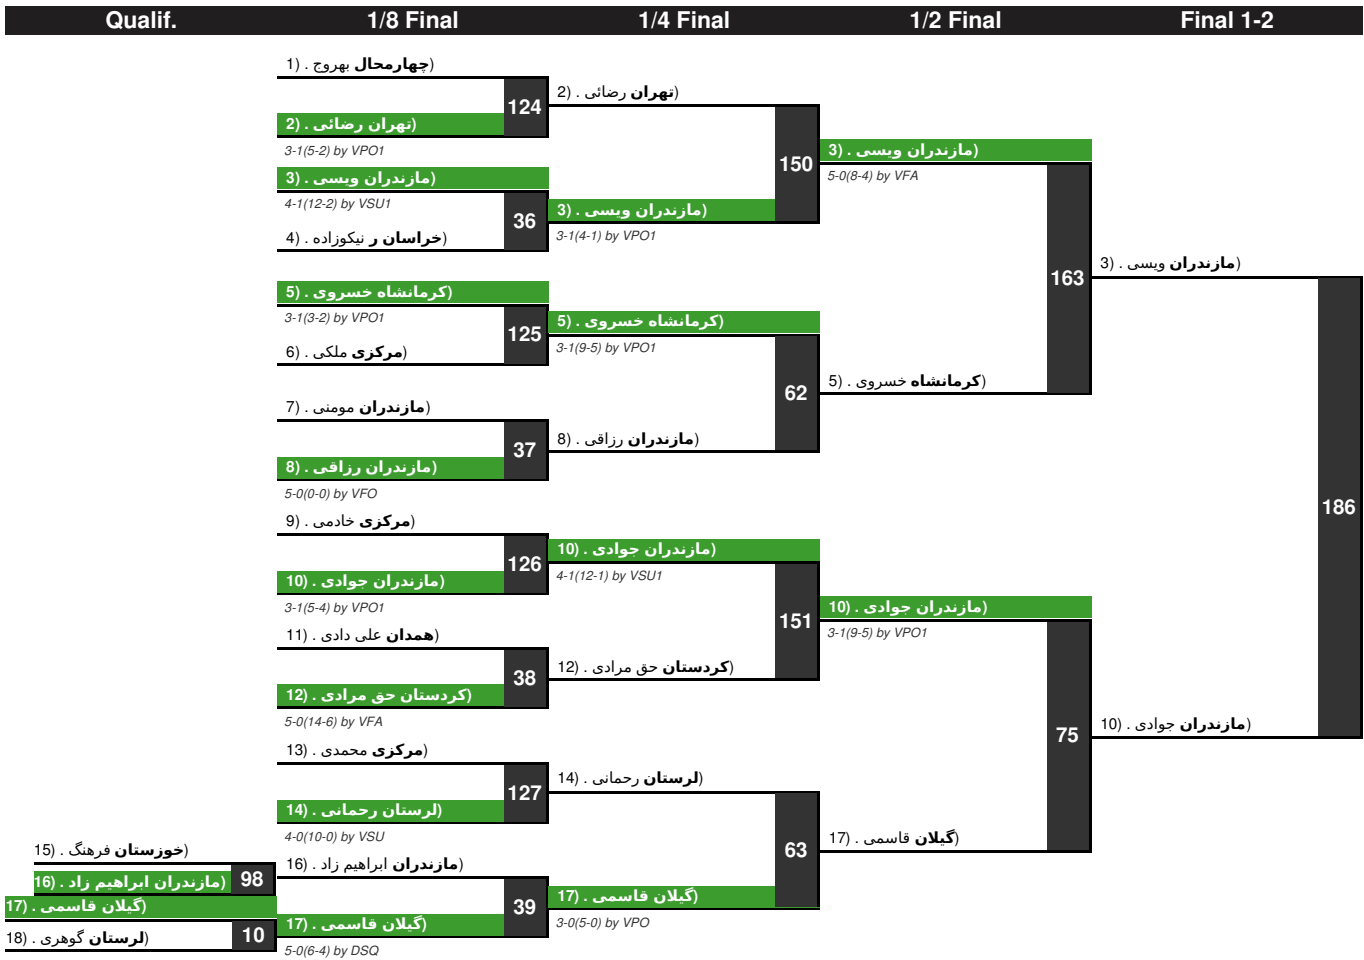 Qualif.
1/8 Final
1/4 Final
1/2 Final
Final 1-2
15) . خوزستان فرهنگ)
98
16) . مازندران ابراهیم زاد)
17) . گیلان قاسمی)
10
18) . لرستان گوهری)
1) . چهارمحال بهروج)
124
2) . تهران رضائی)
3-1(5-2) by VPO1
3) . مازندران ویسی)
4-1(12-2) by VSU1
36
4) . خراسان ر نیکوزاده)
5) . کرمانشاه خسروی)
3-1(3-2) by VPO1
125
6) . مرکزی ملکی)
7) . مازندران مومنی)
37
8) . مازندران رزاقی)
5-0(0-0) by VFO
9) . مرکزی خادمی)
126
10) . مازندران جوادی)
3-1(5-4) by VPO1
11) . همدان علی دادی)
38
12) . کردستان حق مرادی)
5-0(14-6) by VFA
13) . مرکزی محمدی)
127
14) . لرستان رحمانی)
4-0(10-0) by VSU
16) . مازندران ابراهیم زاد)
39
17) . گیلان قاسمی)
5-0(6-4) by DSQ
2) . تهران رضائی)
150
3) . مازندران ویسی)
3-1(4-1) by VPO1
5) . کرمانشاه خسروی)
3-1(9-5) by VPO1
62
8) . مازندران رزاقی)
10) . مازندران جوادی)
4-1(12-1) by VSU1
151
12) . کردستان حق مرادی)
14) . لرستان رحمانی)
63
17) . گیلان قاسمی)
3-0(5-0) by VPO
3) . مازندران ویسی)
5-0(8-4) by VFA
163
5) . کرمانشاه خسروی)
10) . مازندران جوادی)
3-1(9-5) by VPO1
75
17) . گیلان قاسمی)
3) . مازندران ویسی)
186
10) . مازندران جوادی)